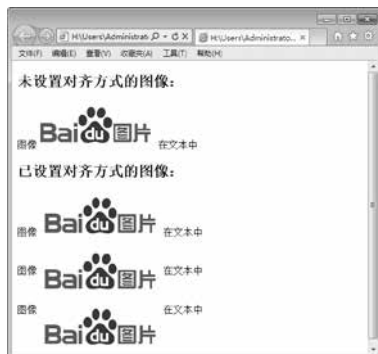 H:\Users\Administrati
H:\Users\Administrato...
文件(F) 编辑(E) 查看(V) 收藏夹(A) 工具(T) 帮助(H)
未设置对齐方式的图像：
图像 Baidu图片 在文本中
已设置对齐方式的图像：
图像 Baidu图片 在文本中
图像 Baidu图片 在文本中
图像 Baidu图片 在文本中